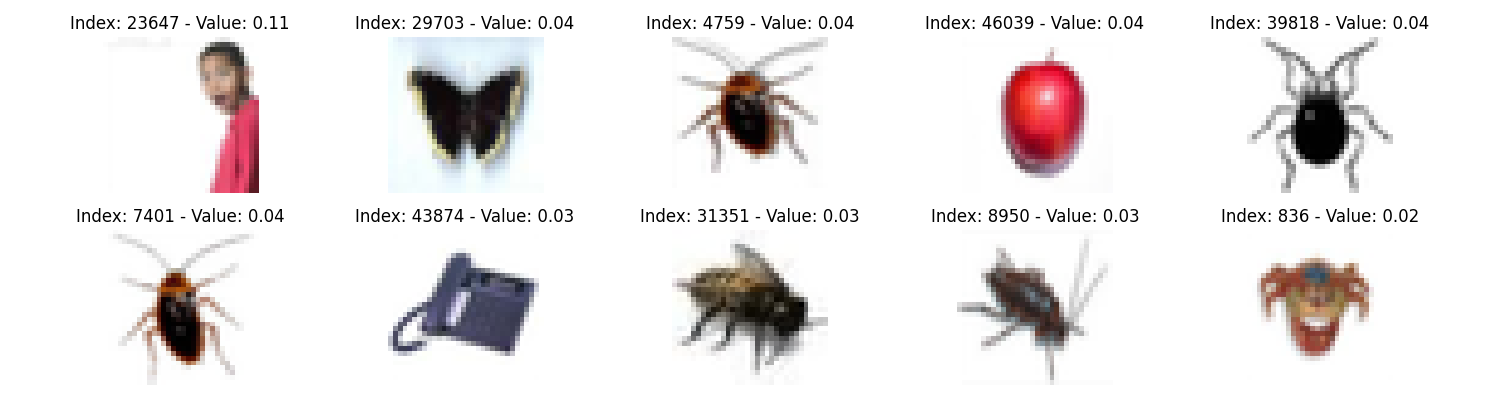 Index: 23647 - Value: 0.11
Index: 29703 - Value: 0.04
Index: 4759 - Value: 0.04
Index: 46039 - Value: 0.04
Index: 39818 - Value: 0.04
Index: 7401 - Value: 0.04
Index: 43874 - Value: 0.03
Index: 31351 - Value: 0.03
Index: 8950 - Value: 0.03
Index: 836 - Value: 0.02